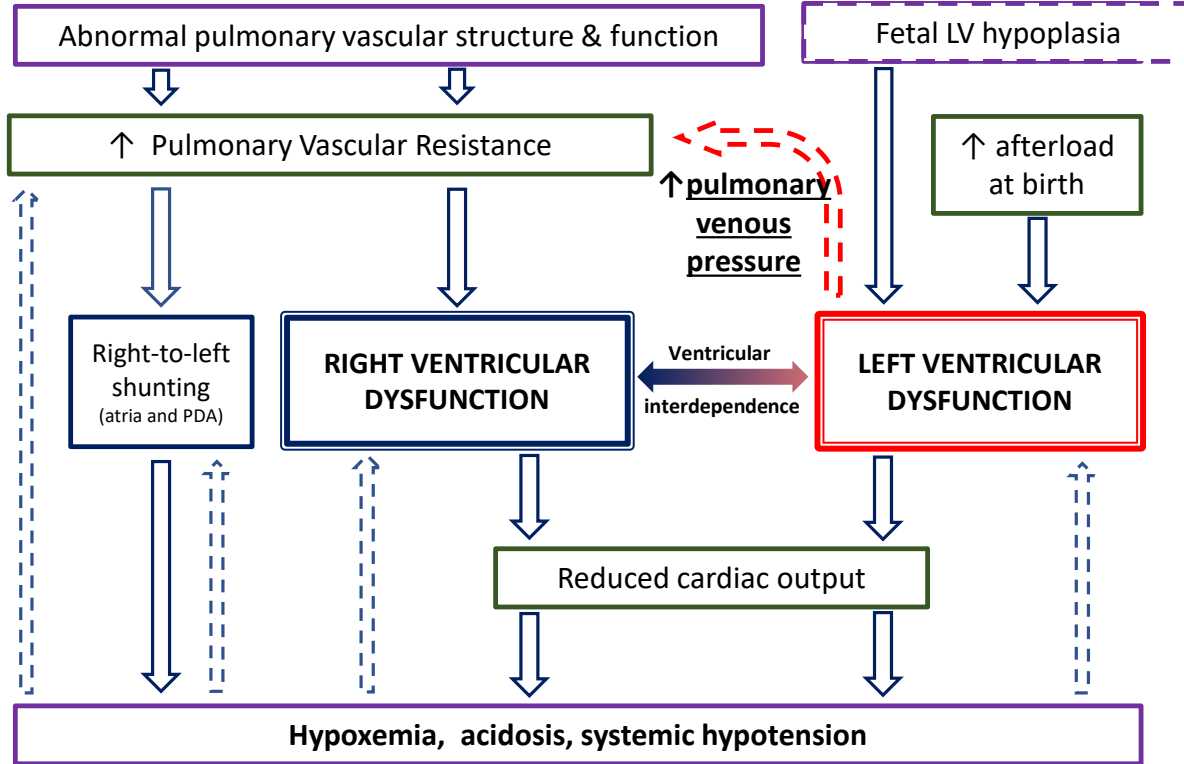 Abnormal pulmonary vascular structure & function
Fetal LV hypoplasia
↑ Pulmonary Vascular Resistance
↑ afterload
at birth
↑pulmonary
venous
pressure
Right-to-left
shunting
(atria and PDA)
RIGHT VENTRICULAR
DYSFUNCTION
Ventricular
interdependence
LEFT VENTRICULAR
DYSFUNCTION
Reduced cardiac output
Hypoxemia, acidosis, systemic hypotension